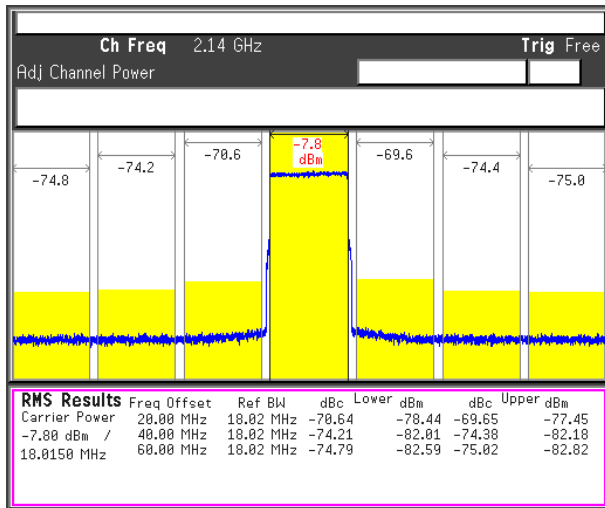 Ch Freq 2.14 GHz Trig Free
Adj Channel Power
-74.8 -74.2 -70.6 -7.8 dBm -69.6 -74.4 -75.0
RMS Results Freq Offset Ref BW dBc Lower dBm dBc Upper dBm
Carrier Power 20.00 MHz 18.02 MHz -70.64 -78.44 -69.65 -77.45
-7.80 dBm / 40.00 MHz 18.02 MHz -74.21 -82.01 -74.38 -82.18
18.0150 MHz 60.00 MHz 18.02 MHz -74.79 -82.59 -75.02 -82.82